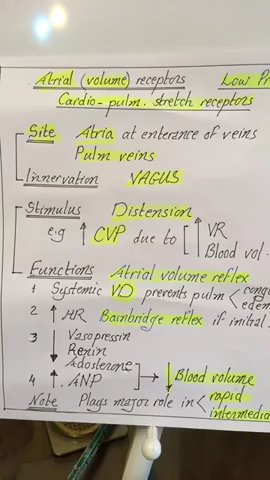 Atrial (volume) receptors Low Pr
Cardio-pulm. stretch receptors
Site Atria at enterance of veins
Pulm veins
Innervation VAGUS
Stimulus Distension
e.g ↑ CVP due to [ ↑ VR
Blood vol.
Functions Atrial volume reflex
1 Systemic VD prevents pulm < cong
edem
2 ↑ HR Bainbridge reflex if initial
3 ↓ Vasopressin
Renin
Adosterone
4 ↑ ANP ] → ↓ Blood volume
Note Plays major role in < rapid
intermedia